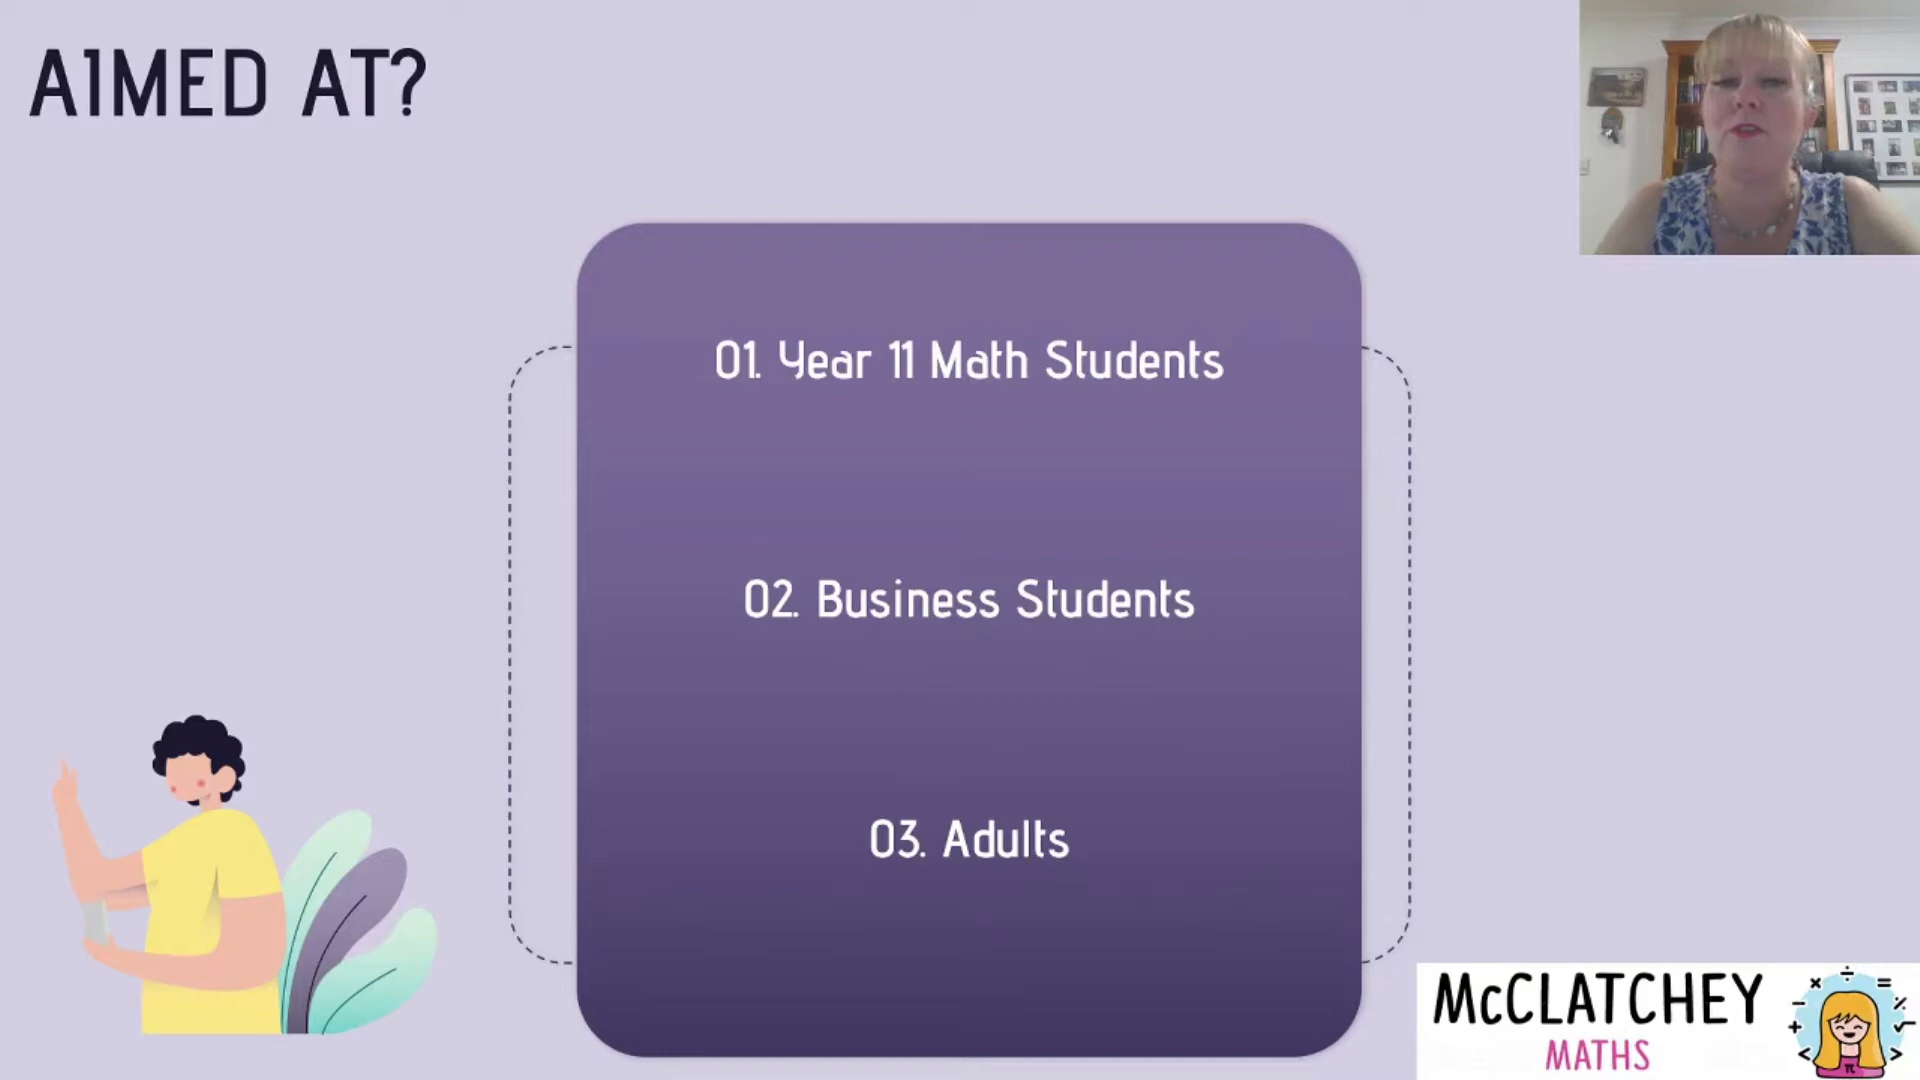 AIMED AT?
01. Year 11 Math Students
02. Business Students
03. Adults
McCLATCHEY
MATHS